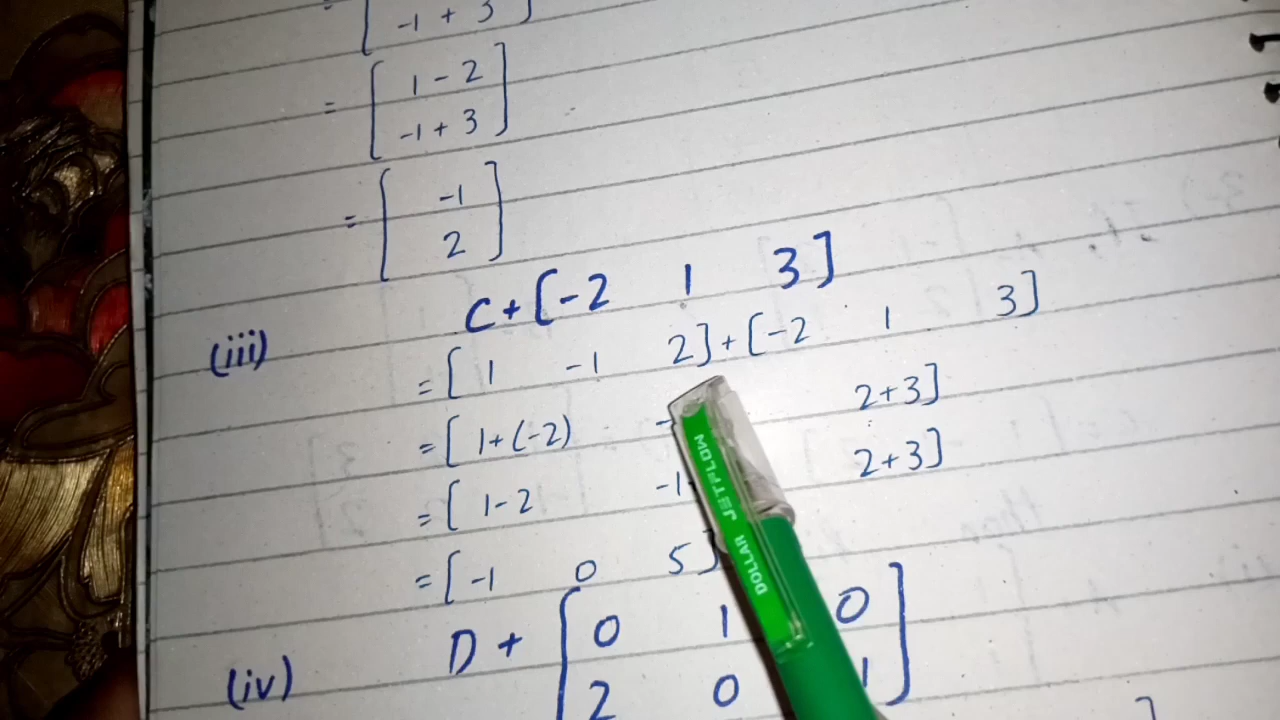 = [ -1 + 3 ]
= [ 1 - 2
-1 + 3 ]
= [ -1
2 ]
(iii) C + [-2 1 3]
= [ 1 -1 2] + [-2 1 3]
= [ 1+(-2) - 2+3]
= [ 1-2 -1 2+3]
= [ -1 0 5]
(iv) D + [ 0 1 0
2 0 1 ]
DOLLAR JETFLOW